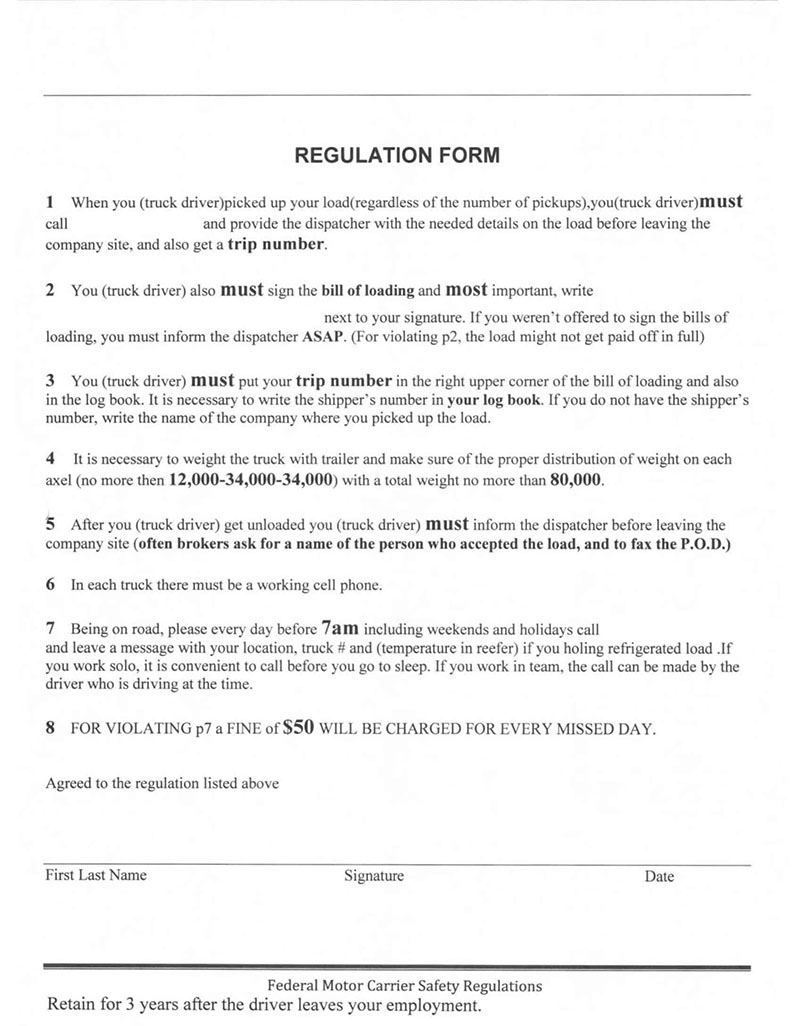 REGULATION FORM
1 When you (truck driver)picked up your load(regardless of the number of pickups),you(truck driver)must
call and provide the dispatcher with the needed details on the load before leaving the
company site, and also get a trip number.
2 You (truck driver) also must sign the bill of loading and most important, write
next to your signature. If you weren't offered to sign the bills of
loading, you must inform the dispatcher ASAP. (For violating p2, the load might not get paid off in full)
3 You (truck driver) must put your trip number in the right upper corner of the bill of loading and also
in the log book. It is necessary to write the shipper's number in your log book. If you do not have the shipper's
number, write the name of the company where you picked up the load.
4 It is necessary to weight the truck with trailer and make sure of the proper distribution of weight on each
axel (no more then 12,000-34,000-34,000) with a total weight no more than 80,000.
5 After you (truck driver) get unloaded you (truck driver) must inform the dispatcher before leaving the
company site (often brokers ask for a name of the person who accepted the load, and to fax the P.O.D.)
6 In each truck there must be a working cell phone.
7 Being on road, please every day before 7am including weekends and holidays call
and leave a message with your location, truck # and (temperature in reefer) if you holing refrigerated load .If
you work solo, it is convenient to call before you go to sleep. If you work in team, the call can be made by the
driver who is driving at the time.
8 FOR VIOLATING p7 a FINE of $50 WILL BE CHARGED FOR EVERY MISSED DAY.
Agreed to the regulation listed above
First Last Name Signature Date
Federal Motor Carrier Safety Regulations
Retain for 3 years after the driver leaves your employment.